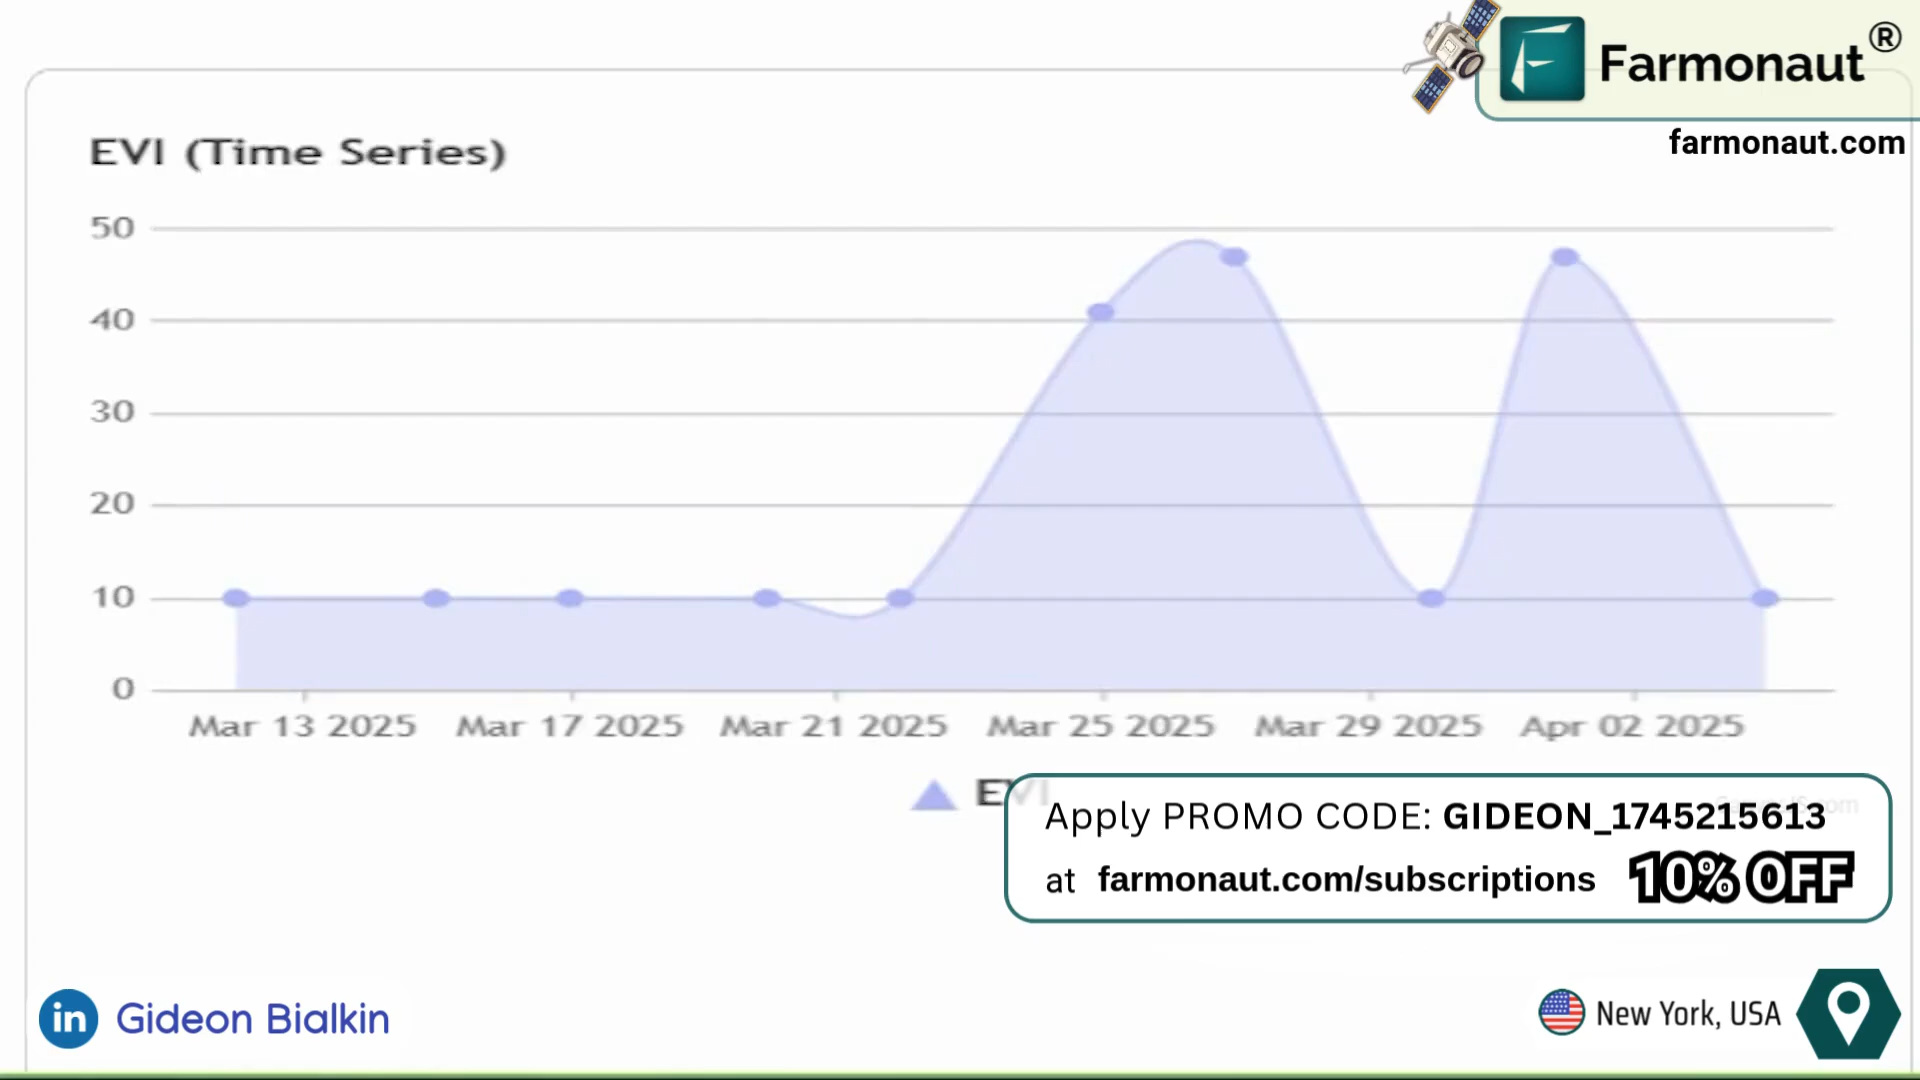 Farmonaut®
farmonaut.com
EVI (Time Series)
50
40
30
20
10
0
Mar 13 2025 Mar 17 2025 Mar 21 2025 Mar 25 2025 Mar 29 2025 Apr 02 2025
EVI
Apply PROMO CODE: GIDEON_1745215613
at farmonaut.com/subscriptions 10% OFF
in Gideon Bialkin
New York, USA